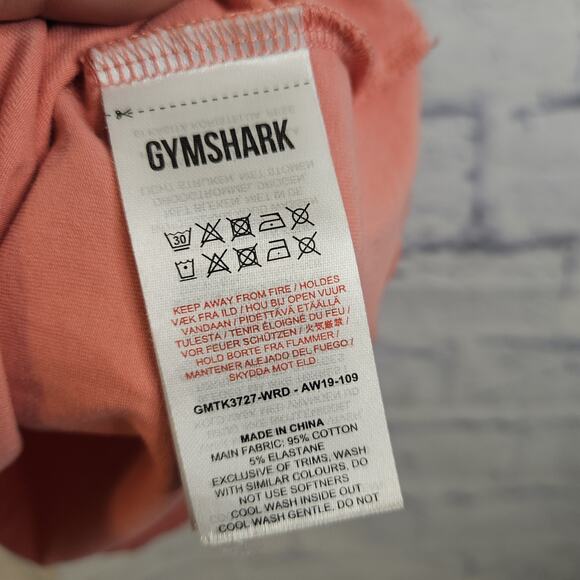 GYMSHARK
30
KEEP AWAY FROM FIRE / HOLDES
VÆK FRA ILD / HOU BIJ OPEN VUUR
VANDAAN / PIDETTÄVÄ ETÄÄLLÄ
TULESTA / TENIR ÉLOIGNÉ DU FEU /
VOR FEUER SCHÜTZEN / 火気厳禁 /
HOLD BORTE FRA FLAMMER /
MANTENER ALEJADO DEL FUEGO /
SKYDDA MOT ELD
GMTK3727-WRD - AW19-109
MADE IN CHINA
MAIN FABRIC: 95% COTTON
5% ELASTANE
EXCLUSIVE OF TRIMS, WASH
WITH SIMILAR COLOURS, DO
NOT USE SOFTNERS
COOL WASH INSIDE OUT
COOL WASH GENTLE, DO NOT